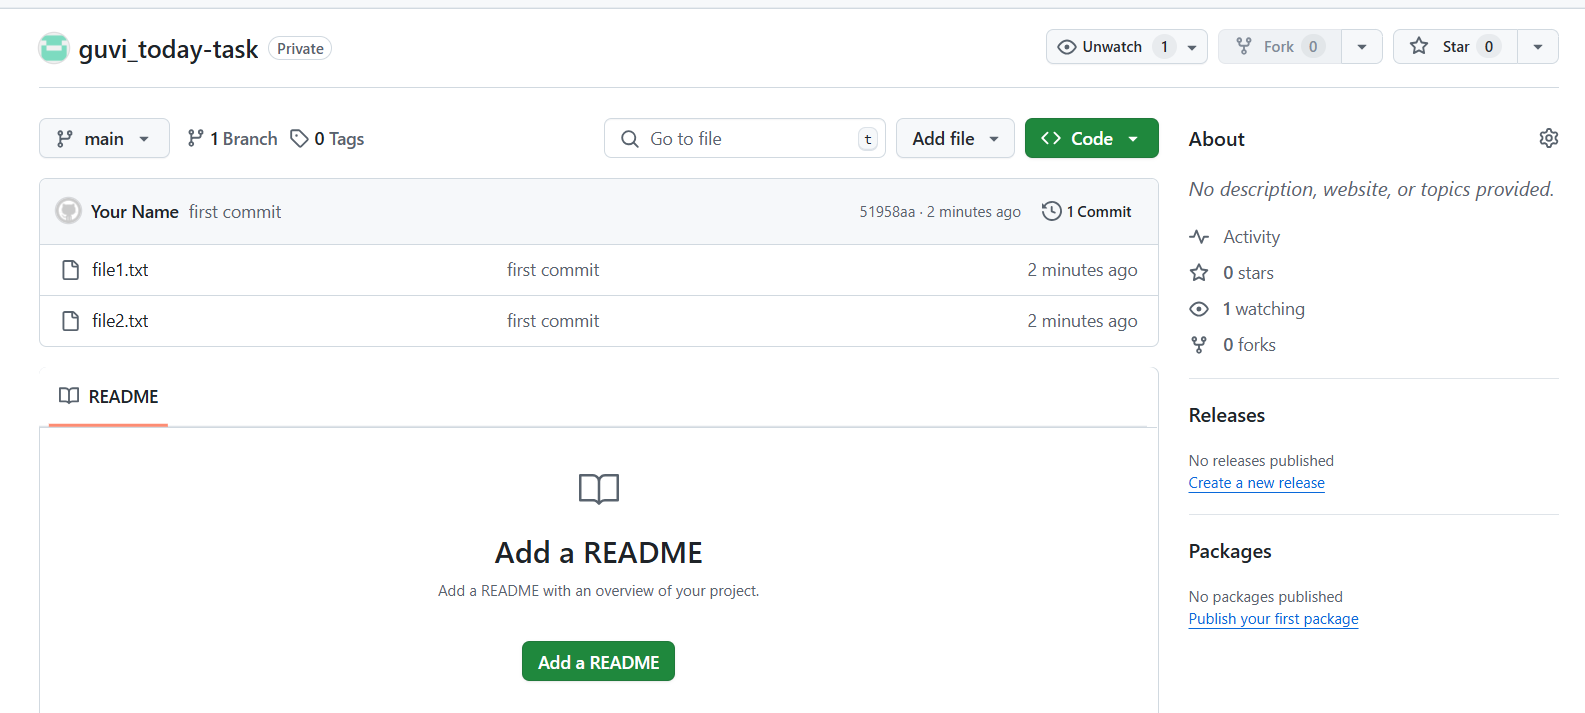 guvi_today-task Private Unwatch 1 Fork 0 Star 0
main 1 Branch 0 Tags Go to file t Add file Code
Your Name first commit 51958aa · 2 minutes ago 1 Commit
file1.txt first commit 2 minutes ago
file2.txt first commit 2 minutes ago
README
Add a README
Add a README with an overview of your project.
Add a README
About
No description, website, or topics provided.
Activity
0 stars
1 watching
0 forks
Releases
No releases published
Create a new release
Packages
No packages published
Publish your first package